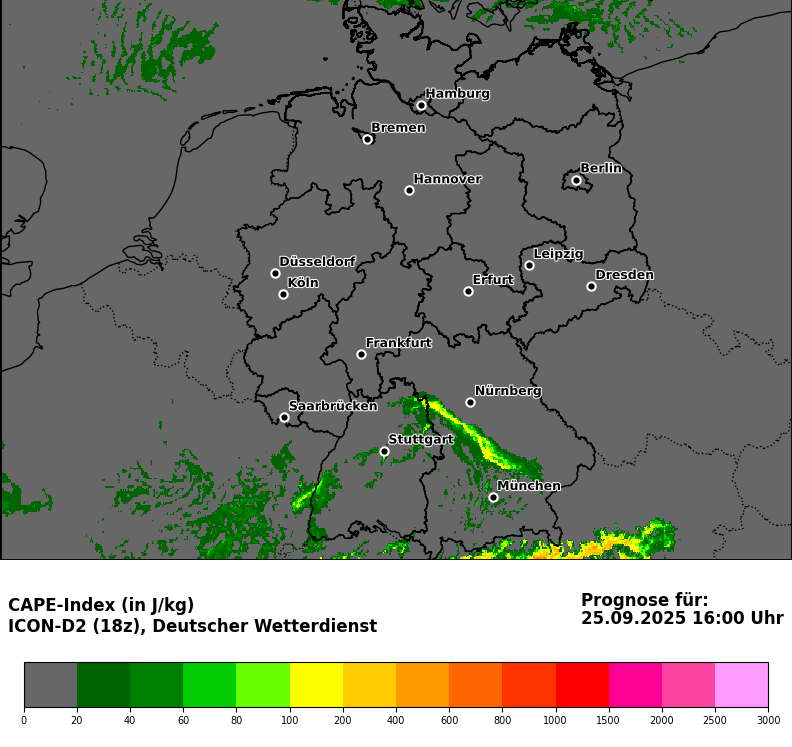 Hamburg
Bremen
Berlin
Hannover
Leipzig
Düsseldorf
Dresden
Köln
Erfurt
Frankfurt
Nürnberg
Saarbrücken
Stuttgart
München
CAPE-Index (in J/kg)
ICON-D2 (18z), Deutscher Wetterdienst
Prognose für:
25.09.2025 16:00 Uhr
0 20 40 60 80 100 200 400 600 800 1000 1500 2000 2500 3000